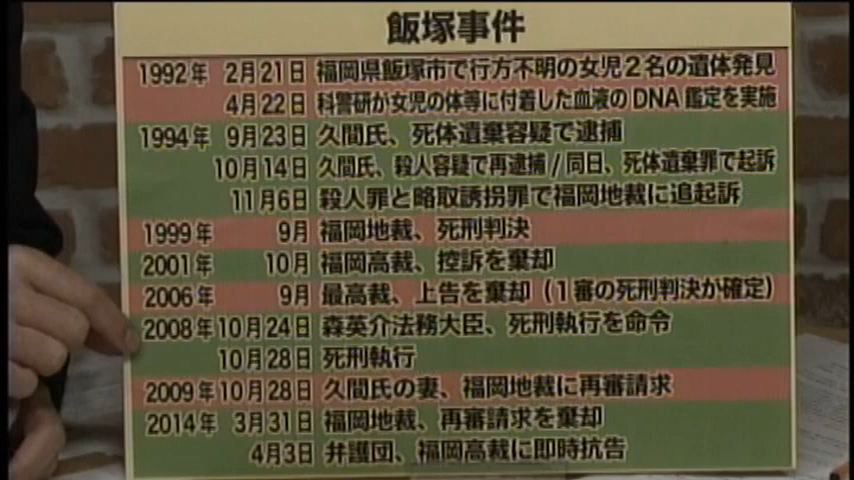 飯塚事件
1992年 2月21日 福岡県飯塚市で行方不明の女児2名の遺体発見
4月22日 科警研が女児の体等に付着した血液のDNA鑑定を実施
1994年 9月23日 久間氏、死体遺棄容疑で逮捕
10月14日 久間氏、殺人容疑で再逮捕/同日、死体遺棄罪で起訴
11月6日 殺人罪と略取誘拐罪で福岡地裁に追起訴
1999年 9月 福岡地裁、死刑判決
2001年 10月 福岡高裁、控訴を棄却
2006年 9月 最高裁、上告を棄却(1審の死刑判決が確定)
2008年10月24日 森英介法務大臣、死刑執行を命令
10月28日 死刑執行
2009年10月28日 久間氏の妻、福岡地裁に再審請求
2014年 3月31日 福岡地裁、再審請求を棄却
4月3日 弁護団、福岡高裁に即時抗告